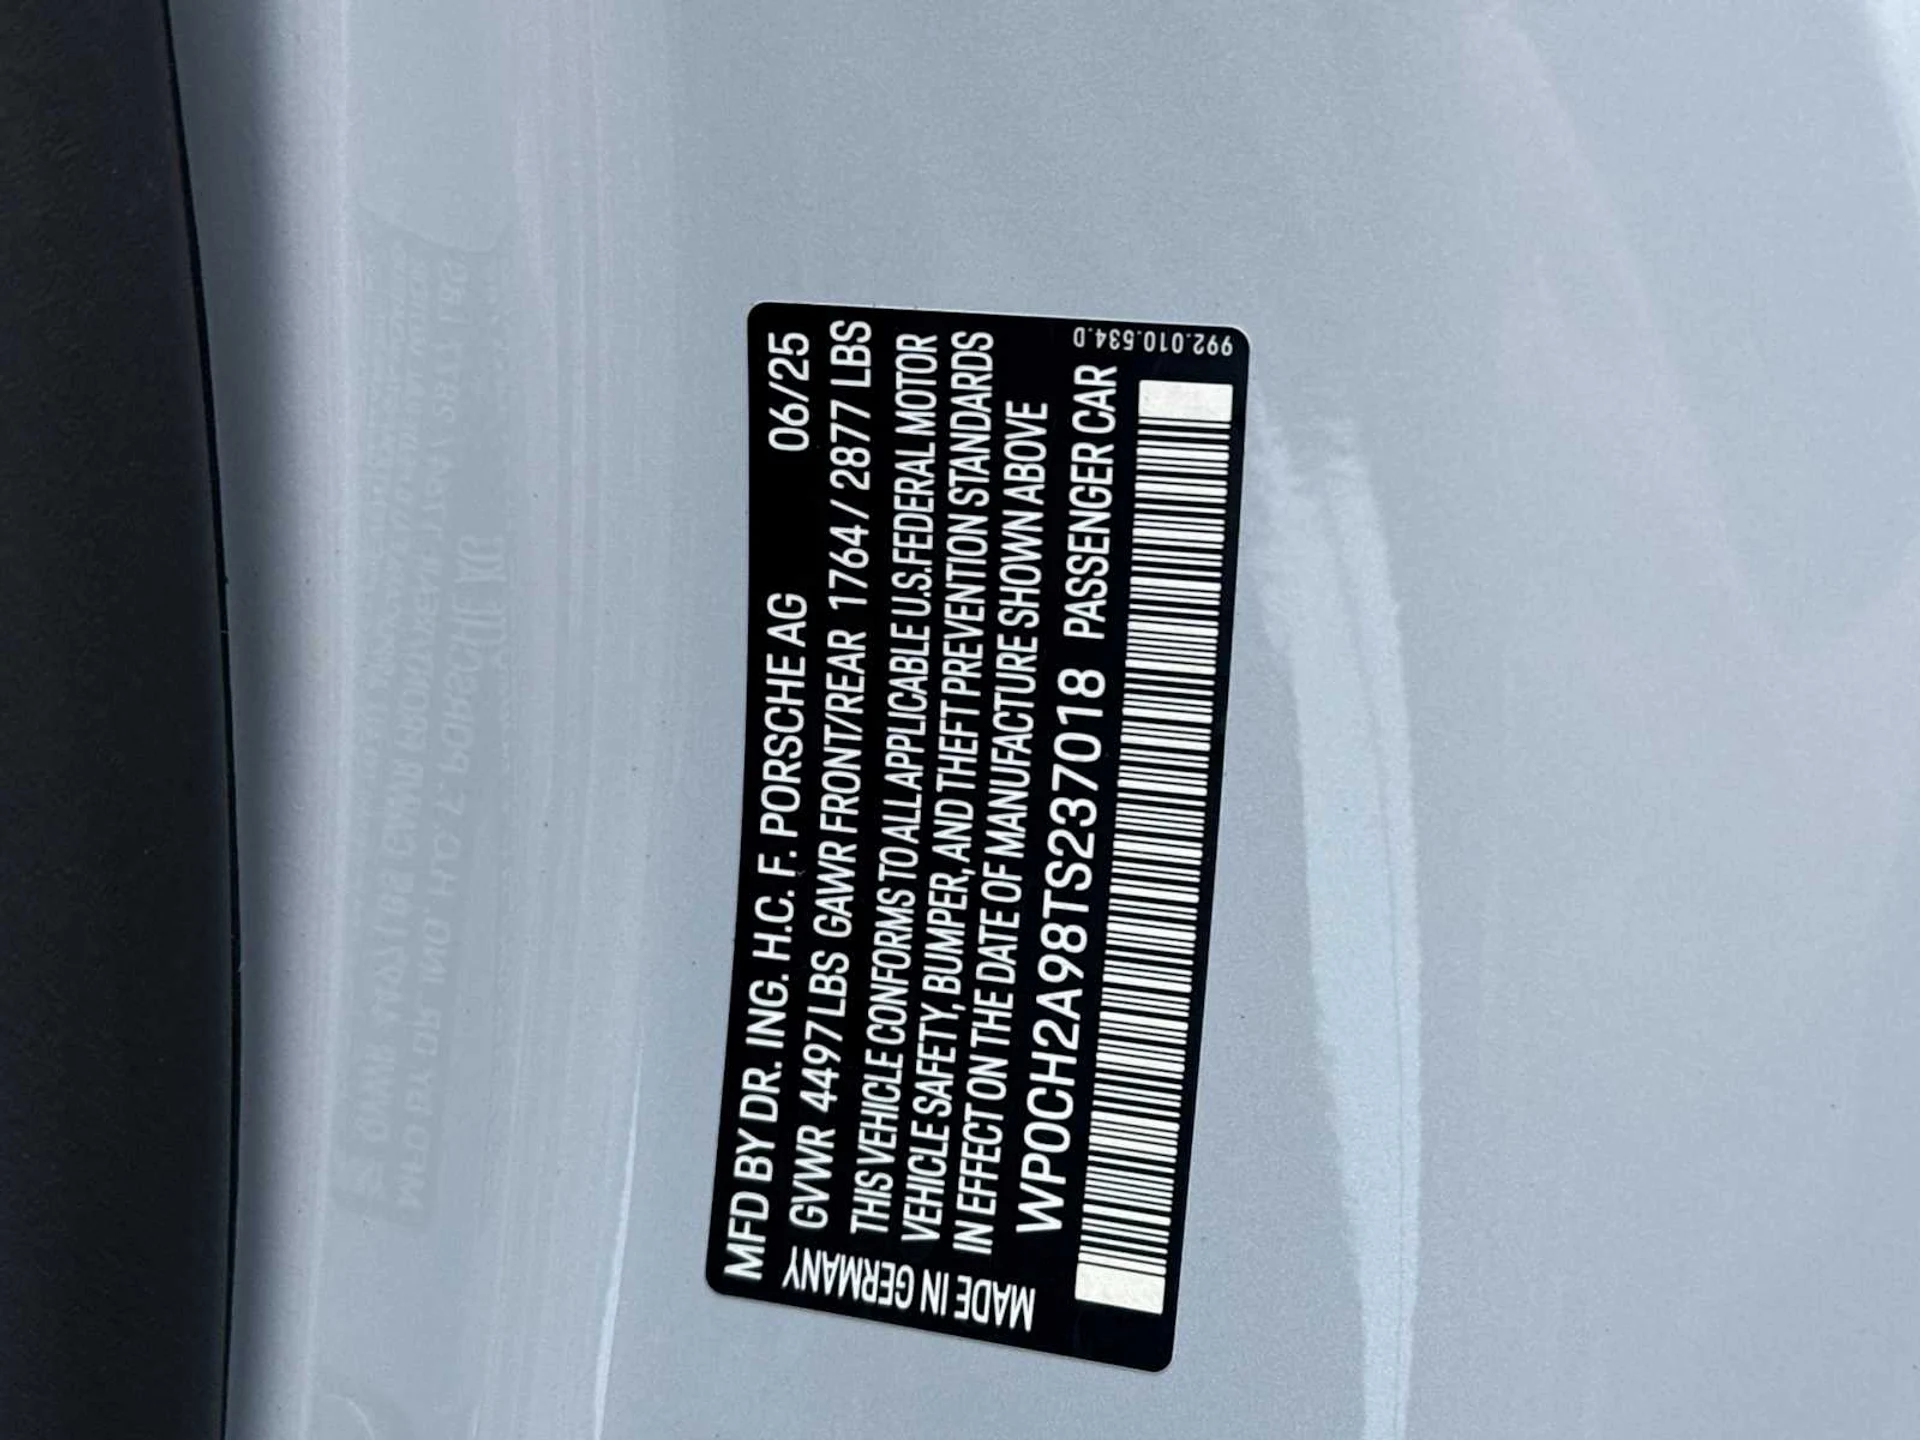 MFD BY DR. ING. H.C. F. PORSCHE AG 06/25
GVWR 4497 LBS GAWR FRONT/REAR 1764 / 2877 LBS
THIS VEHICLE CONFORMS TO ALL APPLICABLE U.S. FEDERAL MOTOR
VEHICLE SAFETY, BUMPER, AND THEFT PREVENTION STANDARDS
IN EFFECT ON THE DATE OF MANUFACTURE SHOWN ABOVE
WP0CH2A98TS237018 PASSENGER CAR
MADE IN GERMANY
992.010.534.D